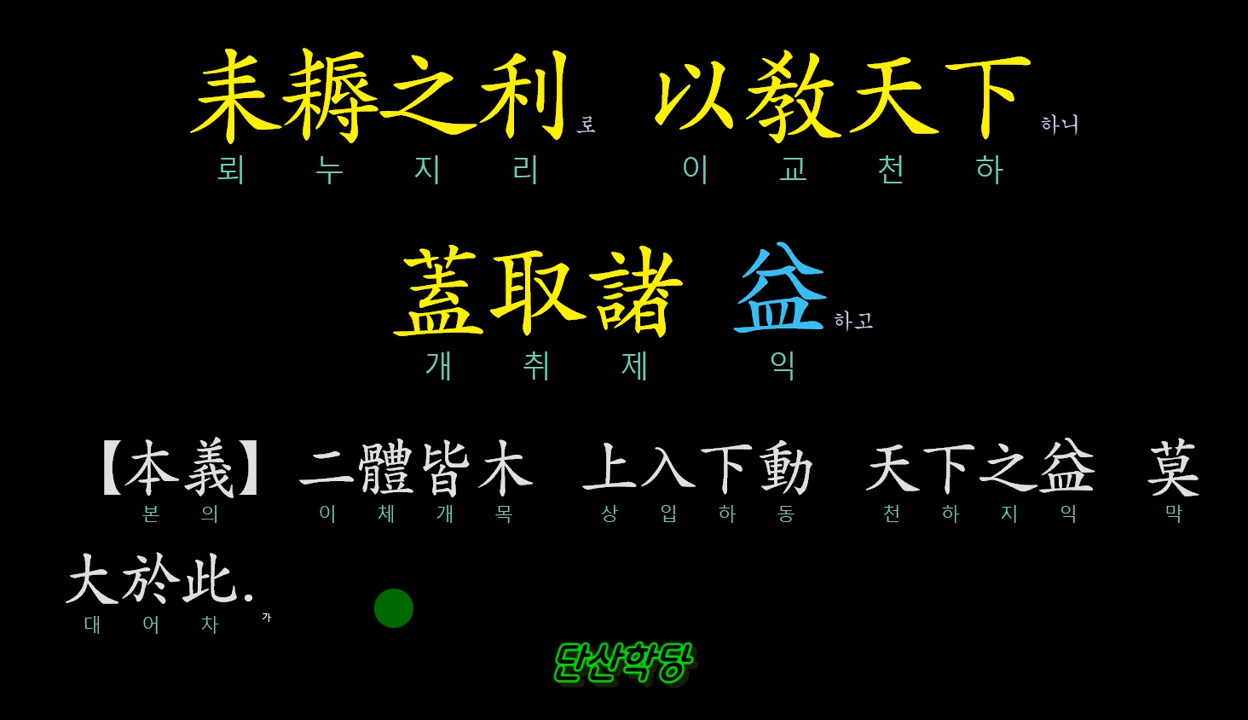 耒耨之利로 以敎天下하니
뢰 누 지 리 이 교 천 하
蓋取諸 益하고
개 취 제 익
【本義】 二體皆木 上入下動 天下之益 莫
본 의 이 체 개 목 상 입 하 동 천 하 지 익 막
大於此.가
대 어 차
단산학당